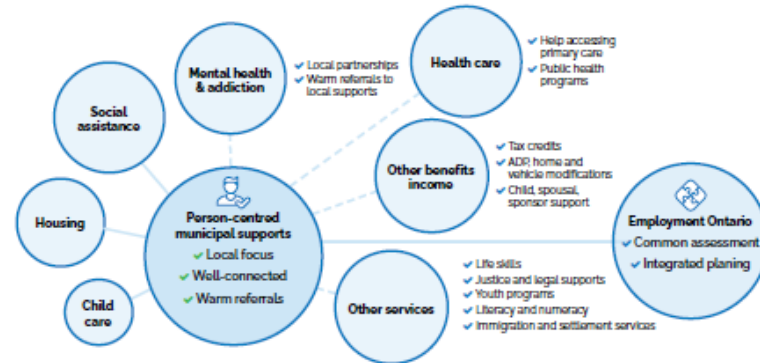 Mental health
& addiction
✓ Local partnerships
✓ Warm referrals to
local supports
Health care
✓ Help accessing
primary care
✓ Public health
programs
Social
assistance
Other benefits
income
✓ Tax credits
✓ ADP, home and
vehicle modifications
✓ Child, spousal,
sponsor support
Person-centred
municipal supports
✓ Local focus
✓ Well-connected
✓ Warm referrals
Employment Ontario
✓ Common assessment
✓ Integrated planing
Housing
Child
care
Other services
✓ Life skills
✓ Justice and legal supports
✓ Youth programs
✓ Literacy and numeracy
✓ Immigration and settlement services